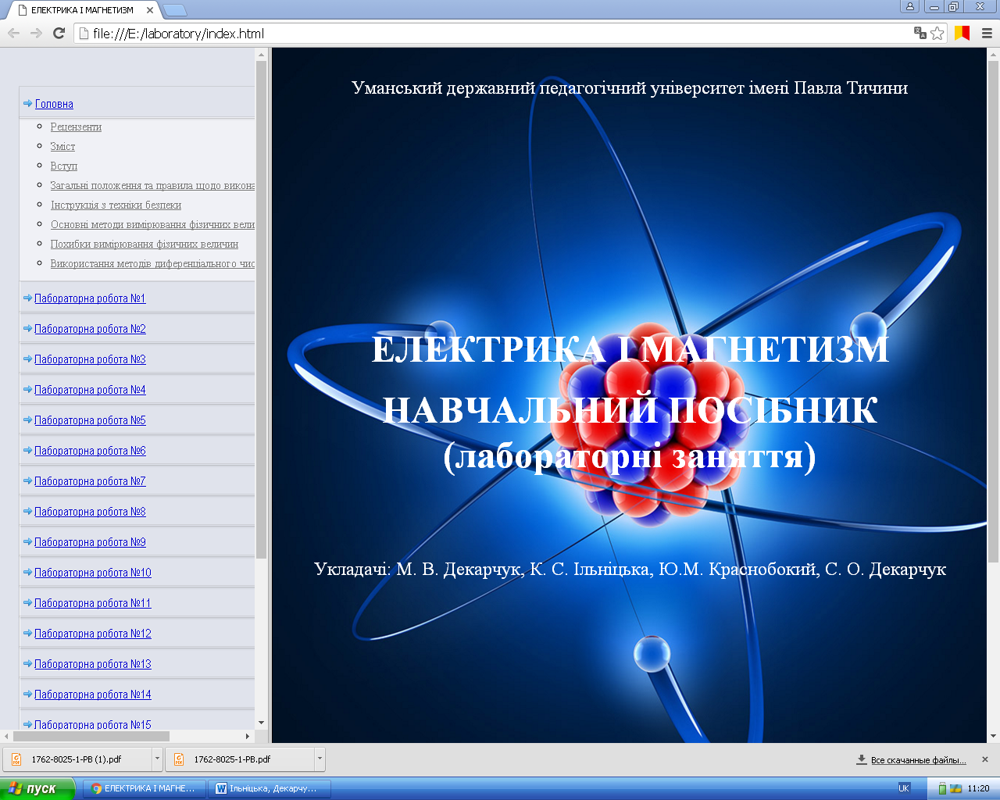 ЕЛЕКТРИКА І МАГНЕТИЗМ
file:///E:/laboratory/index.html
Головна
Рецензенти
Зміст
Вступ
Загальні положення та правила щодо викона
Інструкція з техніки безпеки
Основні методи вимірювання фізичних вели
Похибки вимірювання фізичних величин
Використання методів диференціального чис
Лабораторна робота №1
Лабораторна робота №2
Лабораторна робота №3
Лабораторна робота №4
Лабораторна робота №5
Лабораторна робота №6
Лабораторна робота №7
Лабораторна робота №8
Лабораторна робота №9
Лабораторна робота №10
Лабораторна робота №11
Лабораторна робота №12
Лабораторна робота №13
Лабораторна робота №14
Лабораторна робота №15
Уманський державний педагогічний університет імені Павла Тичини
ЕЛЕКТРИКА І МАГНЕТИЗМ
НАВЧАЛЬНИЙ ПОСІБНИК
(лабораторні заняття)
Укладачі: М. В. Декарчук, К. С. Ільніцька, Ю.М. Краснобокий, С. О. Декарчук
1762-8025-1-PB (1).pdf
1762-8025-1-PB.pdf
Все скачанные файлы...
пуск
ЕЛЕКТРИКА І МАГНЕ...
Ільніцька, Декарчу...
UK
11:20